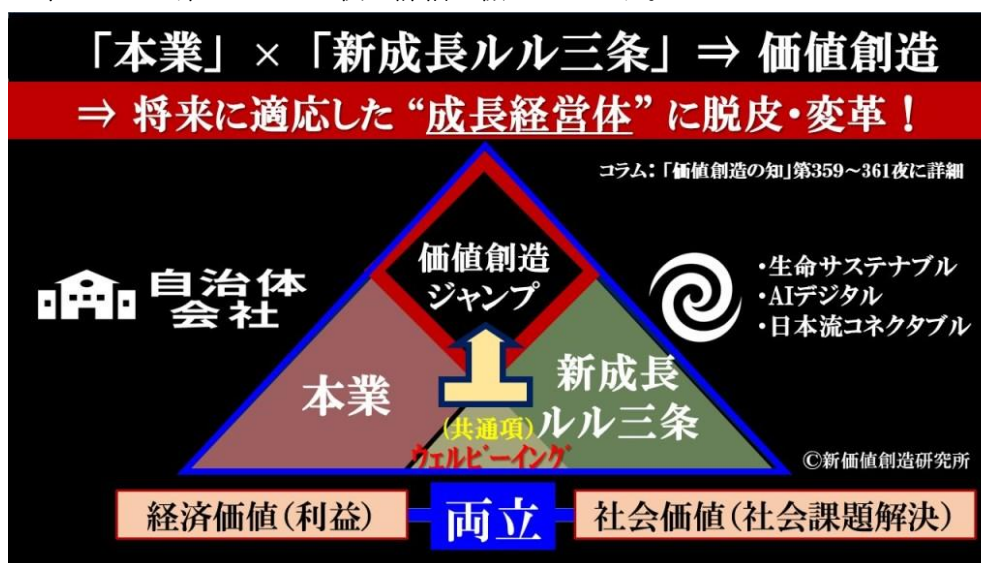 「本業」×「新成長ルル三条」⇒ 価値創造
⇒ 将来に適応した“成長経営体”に脱皮・変革！
コラム：「価値創造の知」第359～361夜に詳細
価値創造
ジャンプ
自治体
会社
・生命サステナブル
・AIデジタル
・日本流コネクタブル
本業
新成長
ルル三条
(共通項)
ウェルビーイング
©新価値創造研究所
経済価値（利益）
両立
社会価値（社会課題解決）